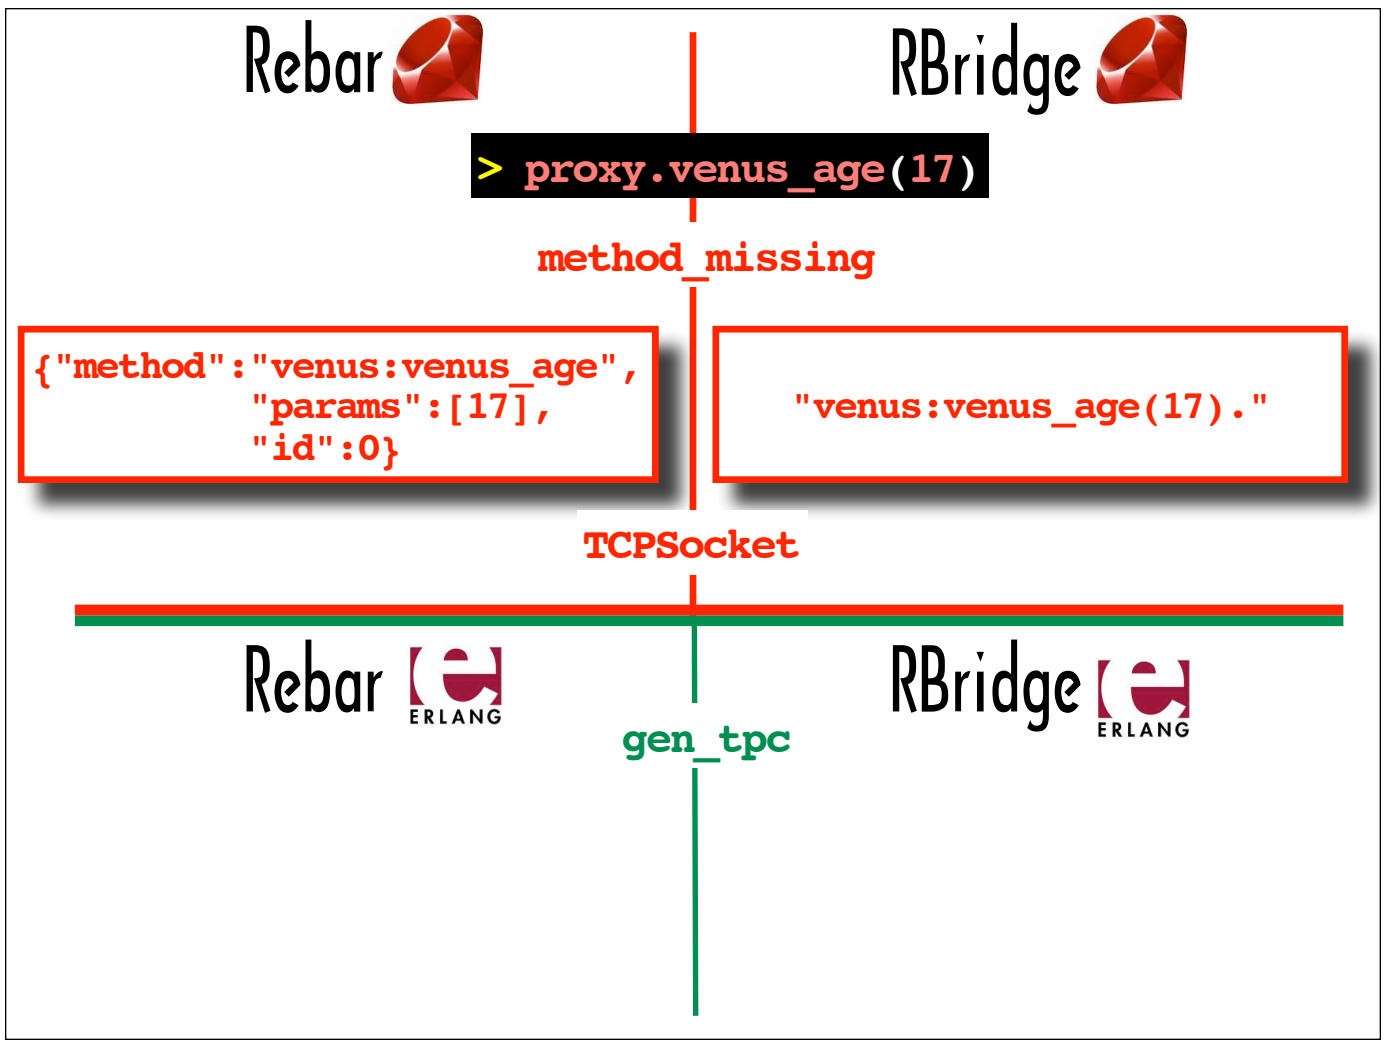 Rebar
RBridge
> proxy.venus_age(17)
method_missing
{"method":"venus:venus_age",
"params":[17],
"id":0}
"venus:venus_age(17)."
TCPSocket
Rebar
e
ERLANG
RBridge
e
ERLANG
gen_tpc